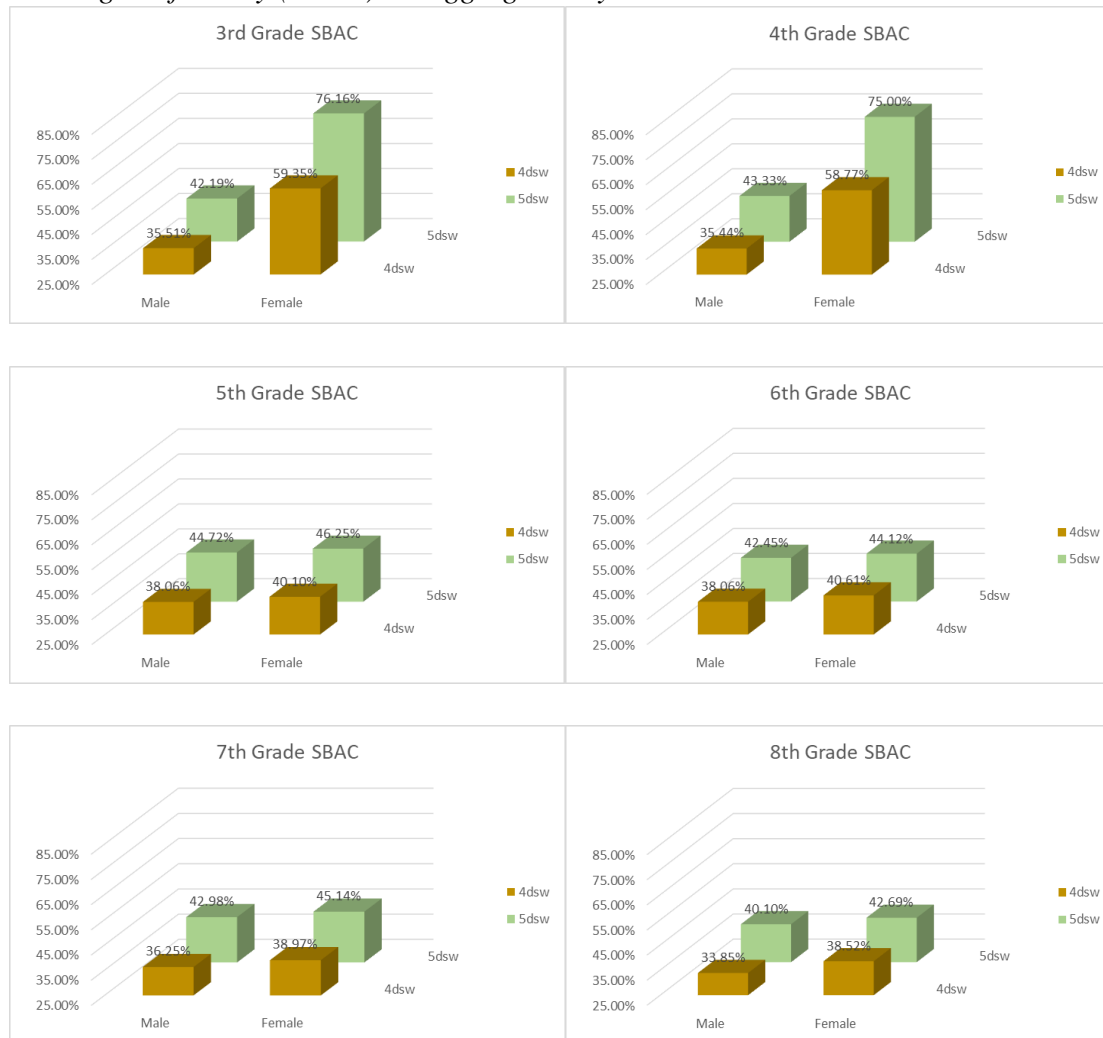 3rd Grade SBAC
76.16%
59.35%
42.19%
35.51%
85.00%
75.00%
65.00%
55.00%
45.00%
35.00%
25.00%
4dsw
5dsw
5dsw
4dsw
Male Female
4th Grade SBAC
75.00%
58.77%
43.33%
35.44%
85.00%
75.00%
65.00%
55.00%
45.00%
35.00%
25.00%
4dsw
5dsw
5dsw
4dsw
Male Female
5th Grade SBAC
44.72%
46.25%
38.06%
40.10%
85.00%
75.00%
65.00%
55.00%
45.00%
35.00%
25.00%
4dsw
5dsw
5dsw
4dsw
Male Female
6th Grade SBAC
42.45%
44.12%
38.06%
40.61%
85.00%
75.00%
65.00%
55.00%
45.00%
35.00%
25.00%
4dsw
5dsw
5dsw
4dsw
Male Female
7th Grade SBAC
42.98%
45.14%
36.25%
38.97%
85.00%
75.00%
65.00%
55.00%
45.00%
35.00%
25.00%
4dsw
5dsw
5dsw
4dsw
Male Female
8th Grade SBAC
40.10%
42.69%
33.85%
38.52%
85.00%
75.00%
65.00%
55.00%
45.00%
35.00%
25.00%
4dsw
5dsw
5dsw
4dsw
Male Female